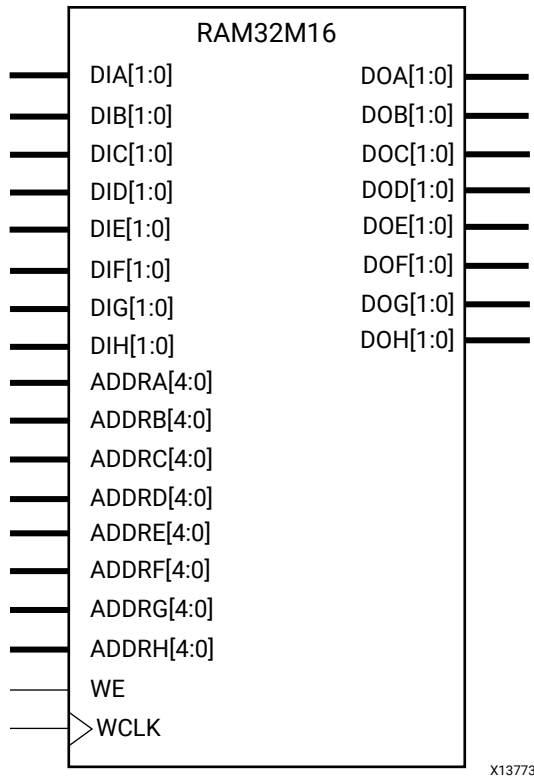 RAM32M16
DIA[1:0] DOA[1:0]
DIB[1:0] DOB[1:0]
DIC[1:0] DOC[1:0]
DID[1:0] DOD[1:0]
DIE[1:0] DOE[1:0]
DIF[1:0] DOF[1:0]
DIG[1:0] DOG[1:0]
DIH[1:0] DOH[1:0]
ADDRA[4:0]
ADDRB[4:0]
ADDRC[4:0]
ADDRD[4:0]
ADDRE[4:0]
ADDRF[4:0]
ADDRG[4:0]
ADDRH[4:0]
WE
WCLK
X13773